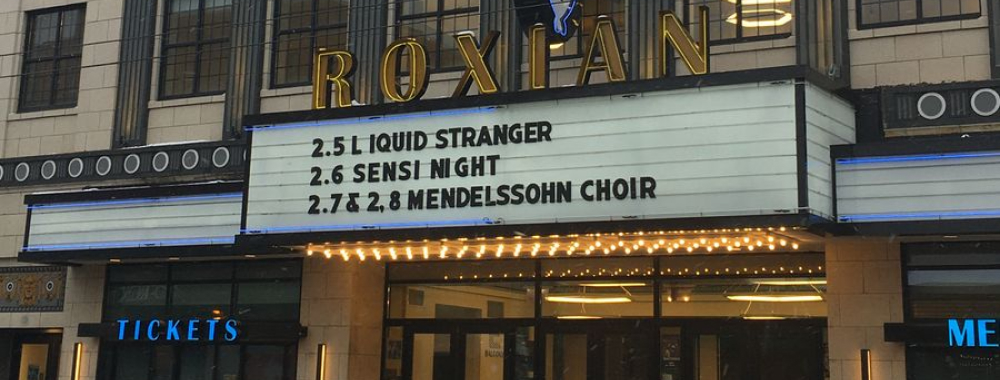 ROXIAN
2.5 LIQUID STRANGER
2.6 SENSI NIGHT
2.7 & 2.8 MENDELSSOHN CHOIR
TICKETS
ME